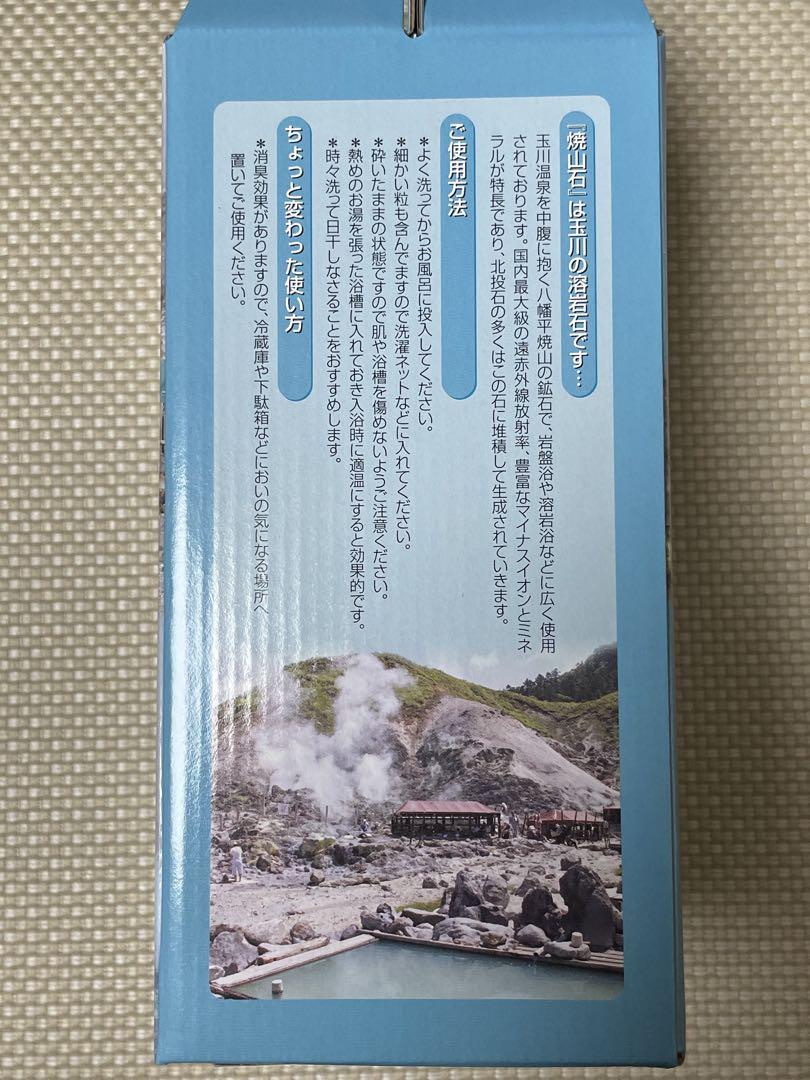 『焼山石』は玉川の溶岩石です…
玉川温泉を中腹に抱く八幡平焼山の鉱石で、岩盤浴や溶岩浴などに広く使用
されております。国内最大級の遠赤外線放射率、豊富なマイナスイオンとミネ
ラルが特長であり、北投石の多くはこの石に堆積して生成されていきます。
ご使用方法
*よく洗ってからお風呂に投入してください。
*細かい粒も含んでますので洗濯ネットなどに入れてください。
*砕いたままの状態ですので肌や浴槽を傷めないようご注意ください。
*熱めのお湯を張った浴槽に入れておき入浴時に適温にすると効果的です。
*時々洗って日干しなさることをおすすめします。
ちょっと変わった使い方
*消臭効果がありますので、冷蔵庫や下駄箱などにおいの気になる場所へ
置いてご使用ください。